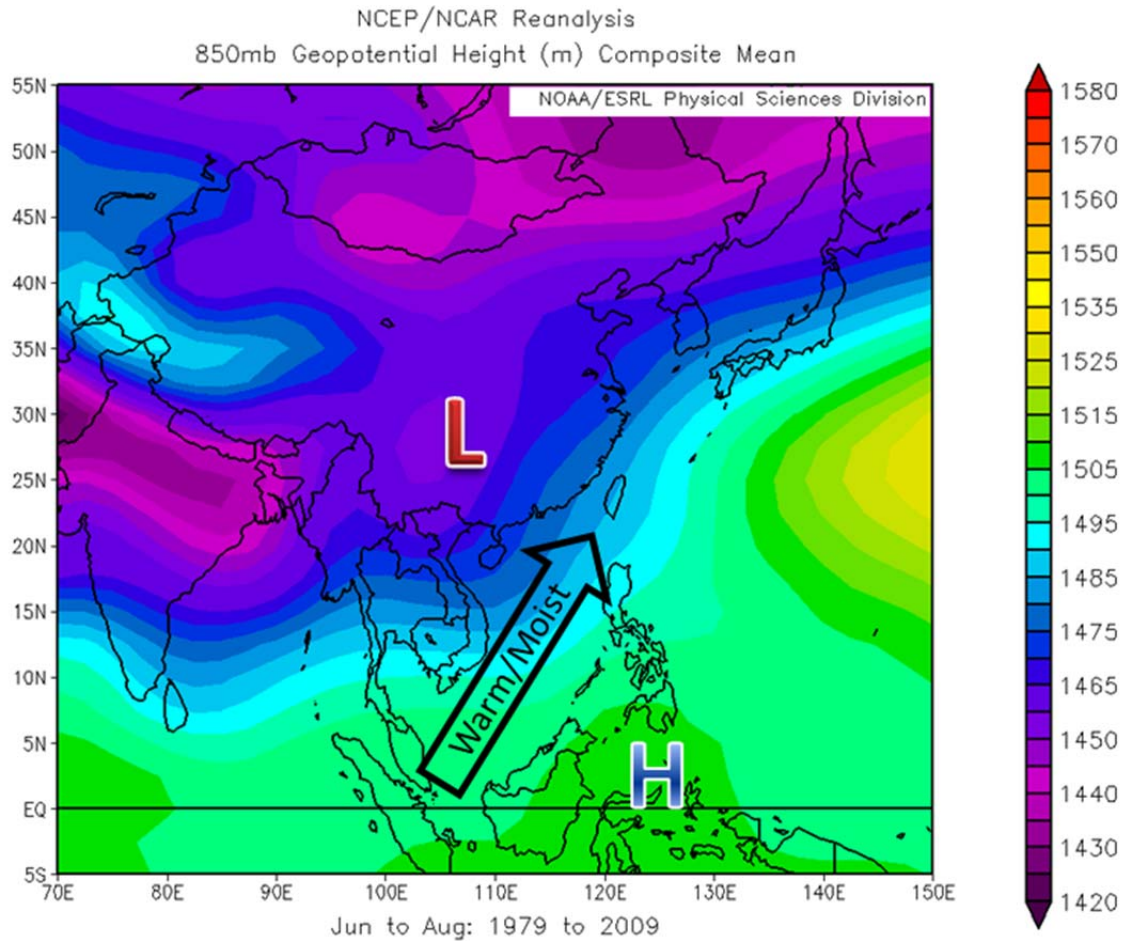 NCEP/NCAR Reanalysis
850mb Geopotential Height (m) Composite Mean
NOAA/ESRL Physical Sciences Division
55N
50N
45N
40N
35N
30N
25N
20N
15N
10N
5N
EQ
5S
70E 80E 90E 100E 110E 120E 130E 140E 150E
L
Warm/Moist
H
1580
1570
1560
1550
1535
1525
1515
1505
1495
1485
1475
1465
1450
1440
1430
1420
Jun to Aug: 1979 to 2009